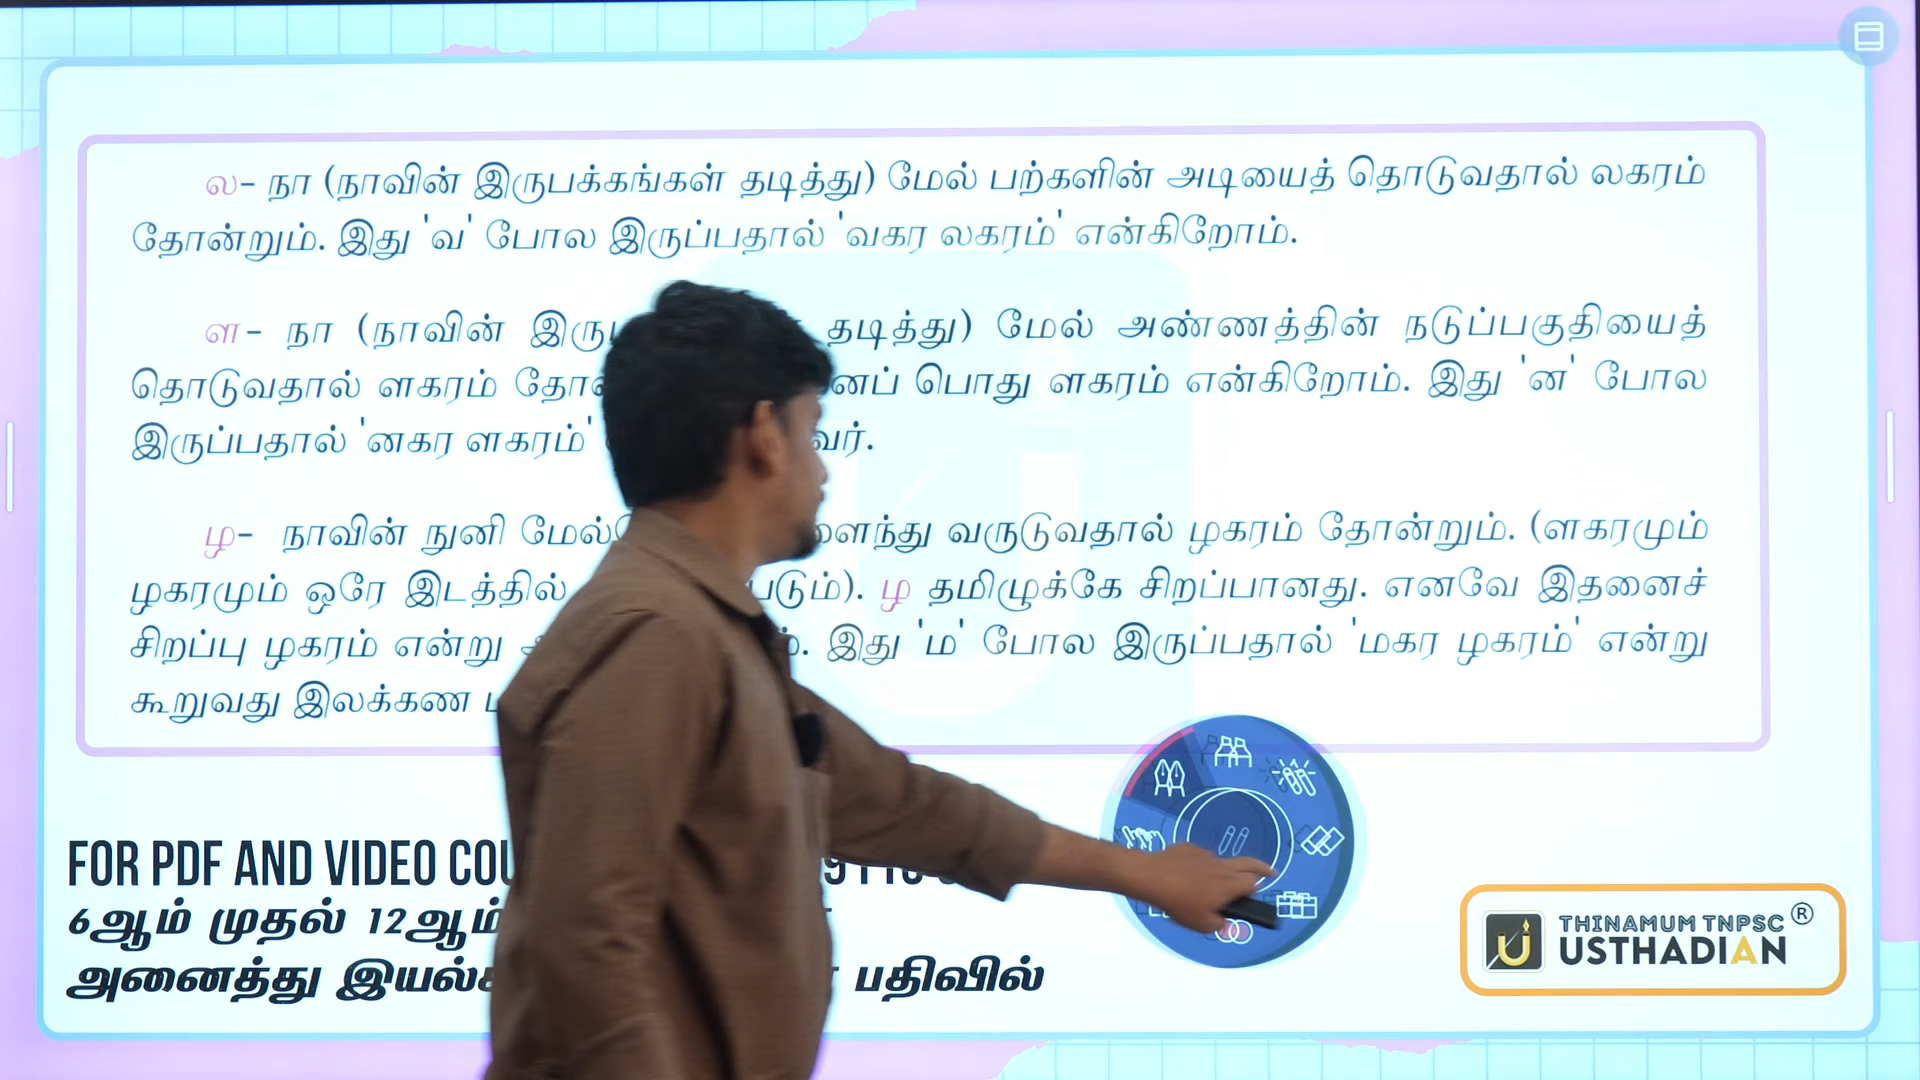 ல- நா (நாவின் இருபக்கங்கள் தடித்து) மேல் பற்களின் அடியைத் தொடுவதால் லகரம்
தோன்றும். இது 'வ' போல இருப்பதால் 'வகர லகரம்' என்கிறோம்.
ள- நா (நாவின் தடித்து) மேல் அண்ணத்தின் நடுப்பகுதியைத்
தொடுவதால் ளகரம் பொது ளகரம் என்கிறோம். இது 'ன' போல
இருப்பதால் 'னகர ளகரம்'
ழ- நாவின் நுனி வருடுவதால் ழகரம் தோன்றும். (ளகரமும்
ழகரமும் ஒரே இடத்தில் ழ தமிழுக்கே சிறப்பானது. எனவே இதனைச்
சிறப்பு ழகரம் என்று இது 'ம' போல இருப்பதால் 'மகர ழகரம்' என்று
கூறுவது இலக்கண
FOR PDF AND VIDEO
6ஆம் முதல் 12ஆம்
அனைத்து பதிவில்
THINAMUM TNPSC ®
USTHADIAN